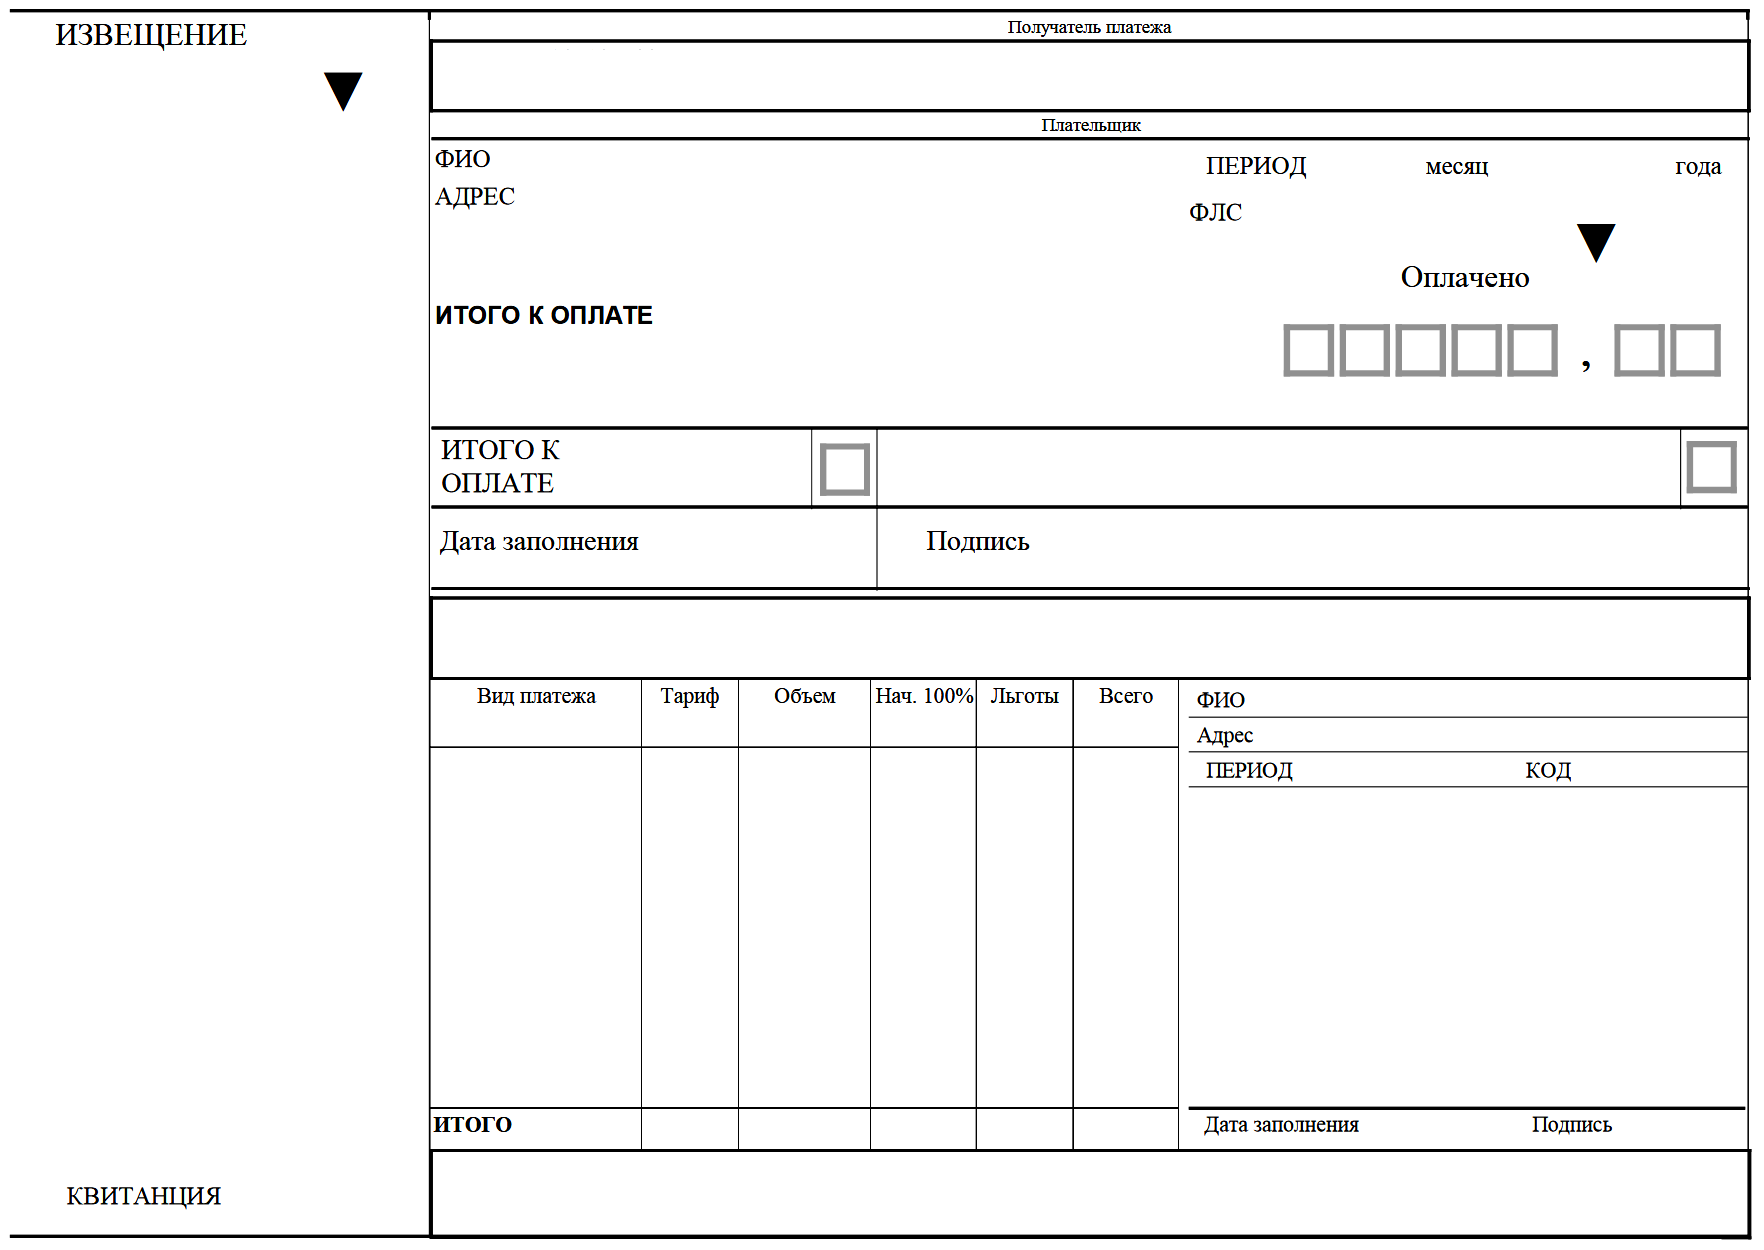 ИЗВЕЩЕНИЕ
Получатель платежа
Плательщик
ФИО
ПЕРИОД месяц года
АДРЕС
ФЛС
Оплачено
ИТОГО К ОПЛАТЕ
,
ИТОГО К
ОПЛАТЕ
Дата заполнения Подпись
Вид платежа Тариф Объем Нач. 100% Льготы Всего
ФИО
Адрес
ПЕРИОД КОД
ИТОГО
Дата заполнения Подпись
КВИТАНЦИЯ